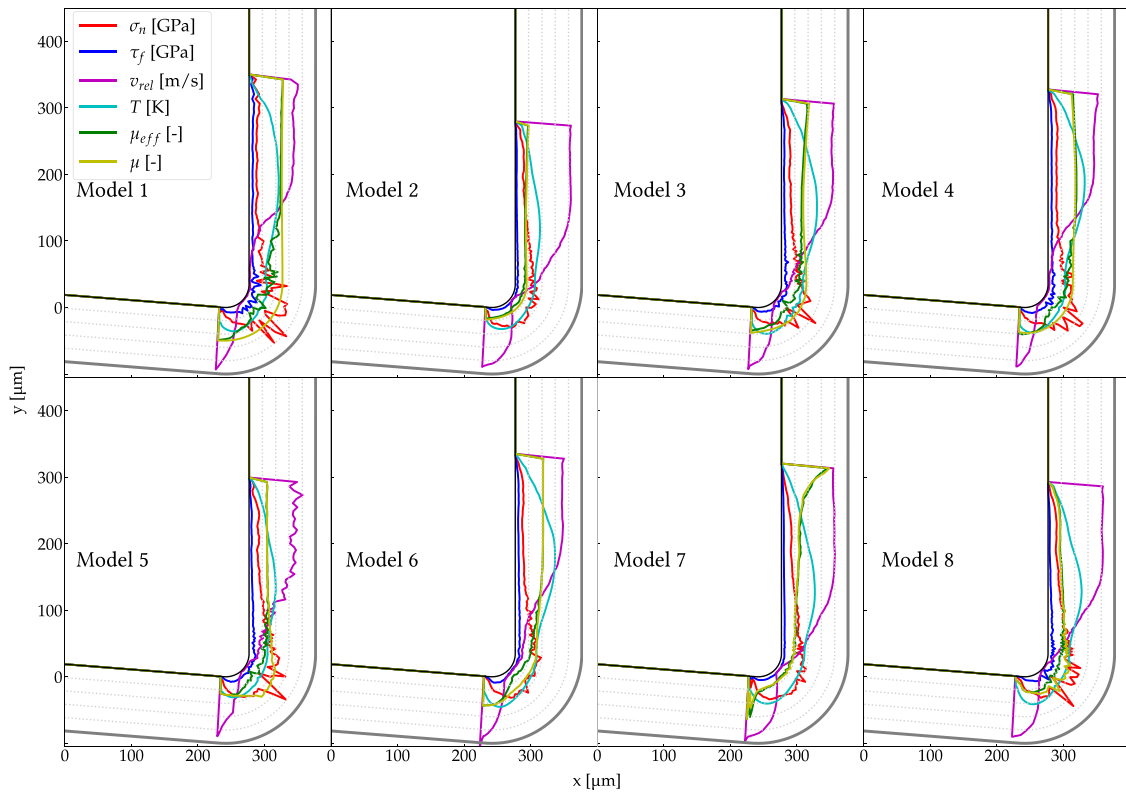 400
300
200
100
0
σn [GPa]
τf [GPa]
vrel [m/s]
T [K]
μeff [-]
μ [-]
Model 1
Model 2
Model 3
Model 4
y [μm]
400
300
200
100
0
Model 5
Model 6
Model 7
Model 8
0 100 200 300 0 100 200 300 0 100 200 300 0 100 200 300
x [μm]